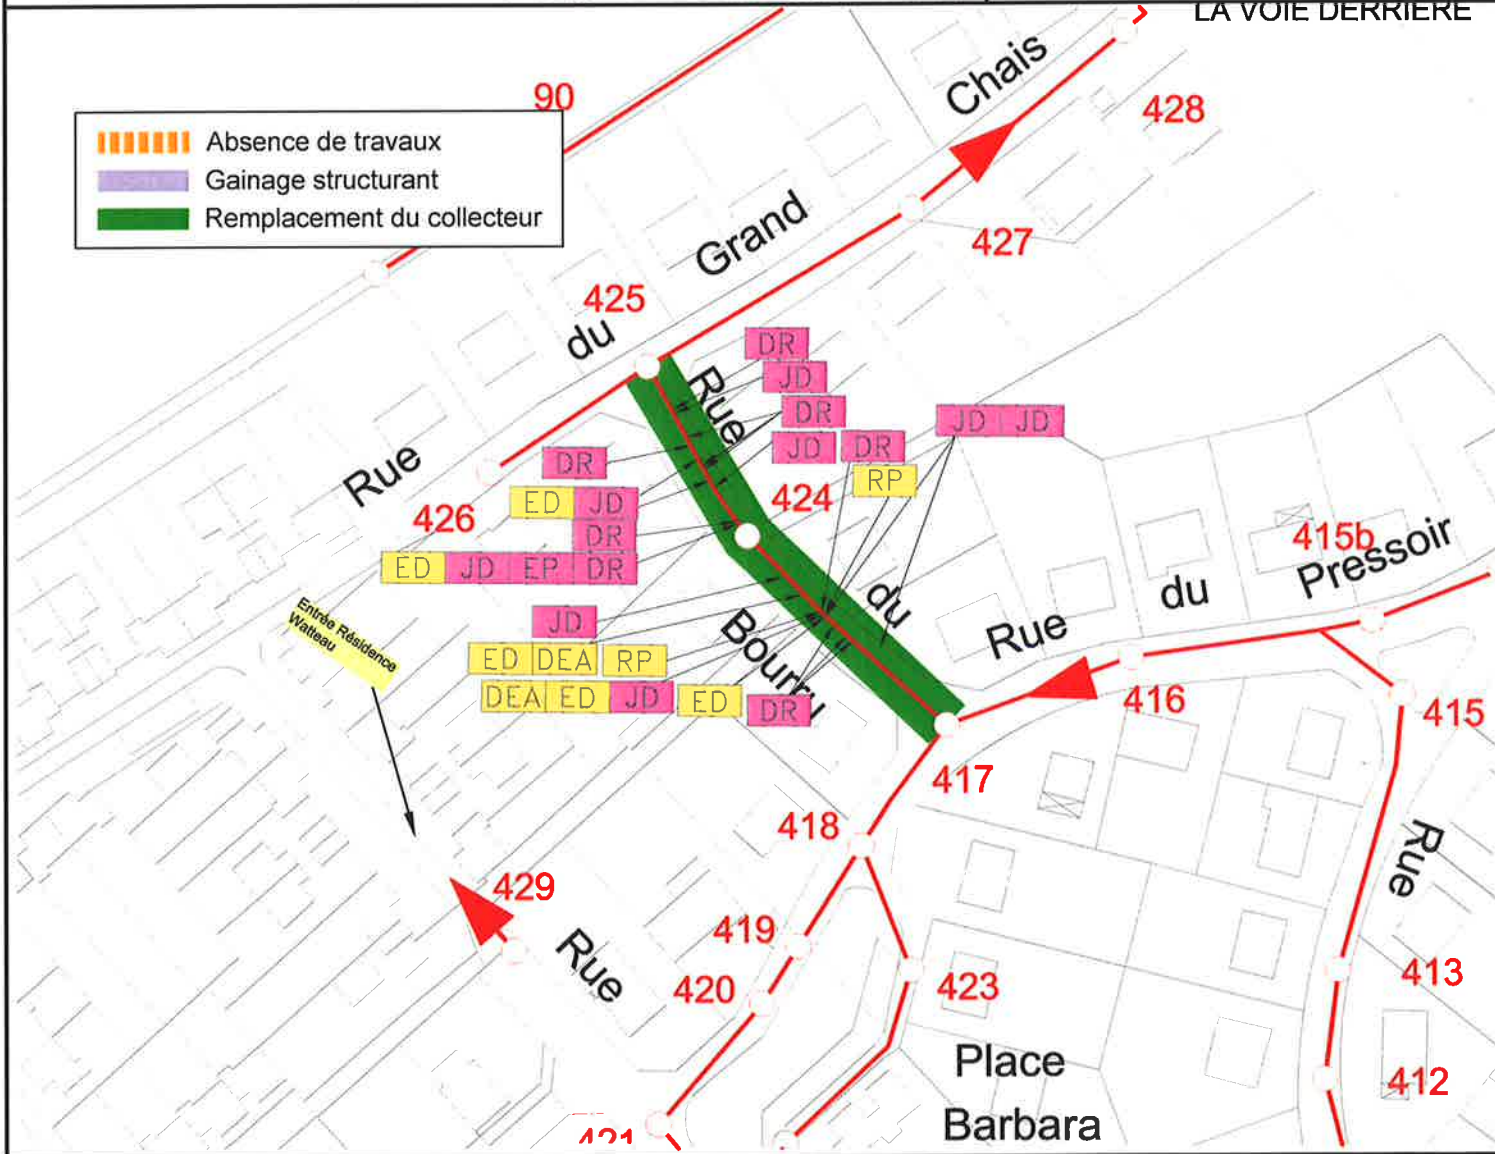 LA VOIE DERRIERE
90
Absence de travaux
Gainage structurant
Remplacement du collecteur
Rue du Grand Chais
428
427
425
426
424
Rue du Bourru
DR
JD
DR
JD DR
RP
JD JD
DR
ED JD
DR
ED JD EP DR
JD
ED DEA RP
DEA ED JD ED DR
Entrée Résidence
Watteau
Rue du Pressoir
415b
416
415
417
418
419
420
421
423
429
Rue
Rue
413
412
Place
Barbara